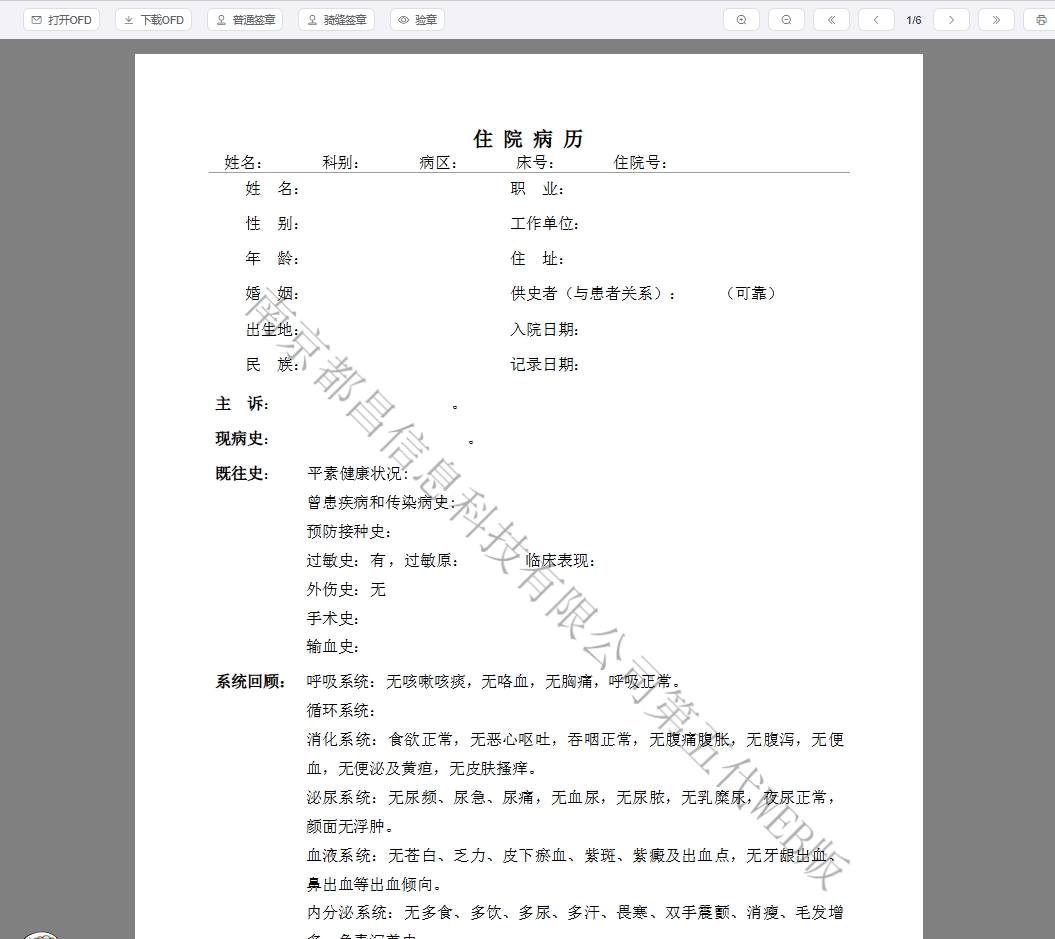 打开OFD 下载OFD 普通签章 骑缝签章 验章 1/6
住 院 病 历
姓名： 科别： 病区： 床号： 住院号：
姓 名： 职 业：
性 别： 工作单位：
年 龄： 住 址：
婚 姻： 供史者（与患者关系）： （可靠）
出生地： 入院日期：
民 族： 记录日期：
主 诉： 。
现病史： 。
既往史： 平素健康状况：
曾患疾病和传染病史：
预防接种史：
过敏史：有，过敏原： 临床表现：
外伤史：无
手术史：
输血史：
系统回顾： 呼吸系统：无咳嗽咳痰，无咯血，无胸痛，呼吸正常。
循环系统：
消化系统：食欲正常，无恶心呕吐，吞咽正常，无腹痛腹胀，无腹泻，无便
血，无便泌及黄疸，无皮肤搔痒。
泌尿系统：无尿频、尿急、尿痛，无血尿，无尿脓，无乳糜尿，夜尿正常，
颜面无浮肿。
血液系统：无苍白、乏力、皮下瘀血、紫斑、紫癜及出血点，无牙龈出血、
鼻出血等出血倾向。
内分泌系统：无多食、多饮、多尿、多汗、畏寒、双手震颤、消瘦、毛发增
南京都昌信息科技有限公司第五代WEB版